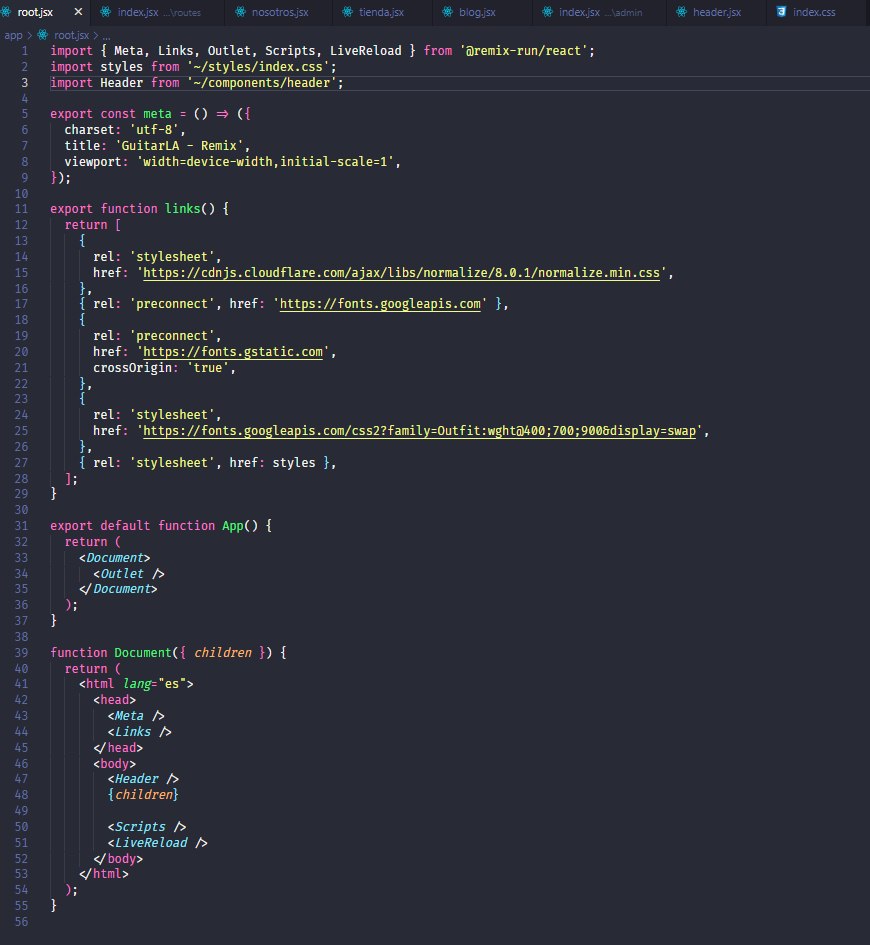 root.jsx × index.jsx ...\routes nosotros.jsx tienda.jsx blog.jsx index.jsx ...\admin header.jsx index.css
app > root.jsx > ...
1 import { Meta, Links, Outlet, Scripts, LiveReload } from '@remix-run/react';
2 import styles from '~/styles/index.css';
3 import Header from '~/components/header';
4
5 export const meta = () => ({
6 charset: 'utf-8',
7 title: 'GuitarLA - Remix',
8 viewport: 'width=device-width,initial-scale=1',
9 });
10
11 export function links() {
12 return [
13 {
14 rel: 'stylesheet',
15 href: 'https://cdnjs.cloudflare.com/ajax/libs/normalize/8.0.1/normalize.min.css',
16 },
17 { rel: 'preconnect', href: 'https://fonts.googleapis.com' },
18 {
19 rel: 'preconnect',
20 href: 'https://fonts.gstatic.com',
21 crossOrigin: 'true',
22 },
23 {
24 rel: 'stylesheet',
25 href: 'https://fonts.googleapis.com/css2?family=Outfit:wght@400;700;900&display=swap',
26 },
27 { rel: 'stylesheet', href: styles },
28 ];
29 }
30
31 export default function App() {
32 return (
33 <Document>
34 <Outlet />
35 </Document>
36 );
37 }
38
39 function Document({ children }) {
40 return (
41 <html lang="es">
42 <head>
43 <Meta />
44 <Links />
45 </head>
46 <body>
47 <Header />
48 {children}
49
50 <Scripts />
51 <LiveReload />
52 </body>
53 </html>
54 );
55 }
56